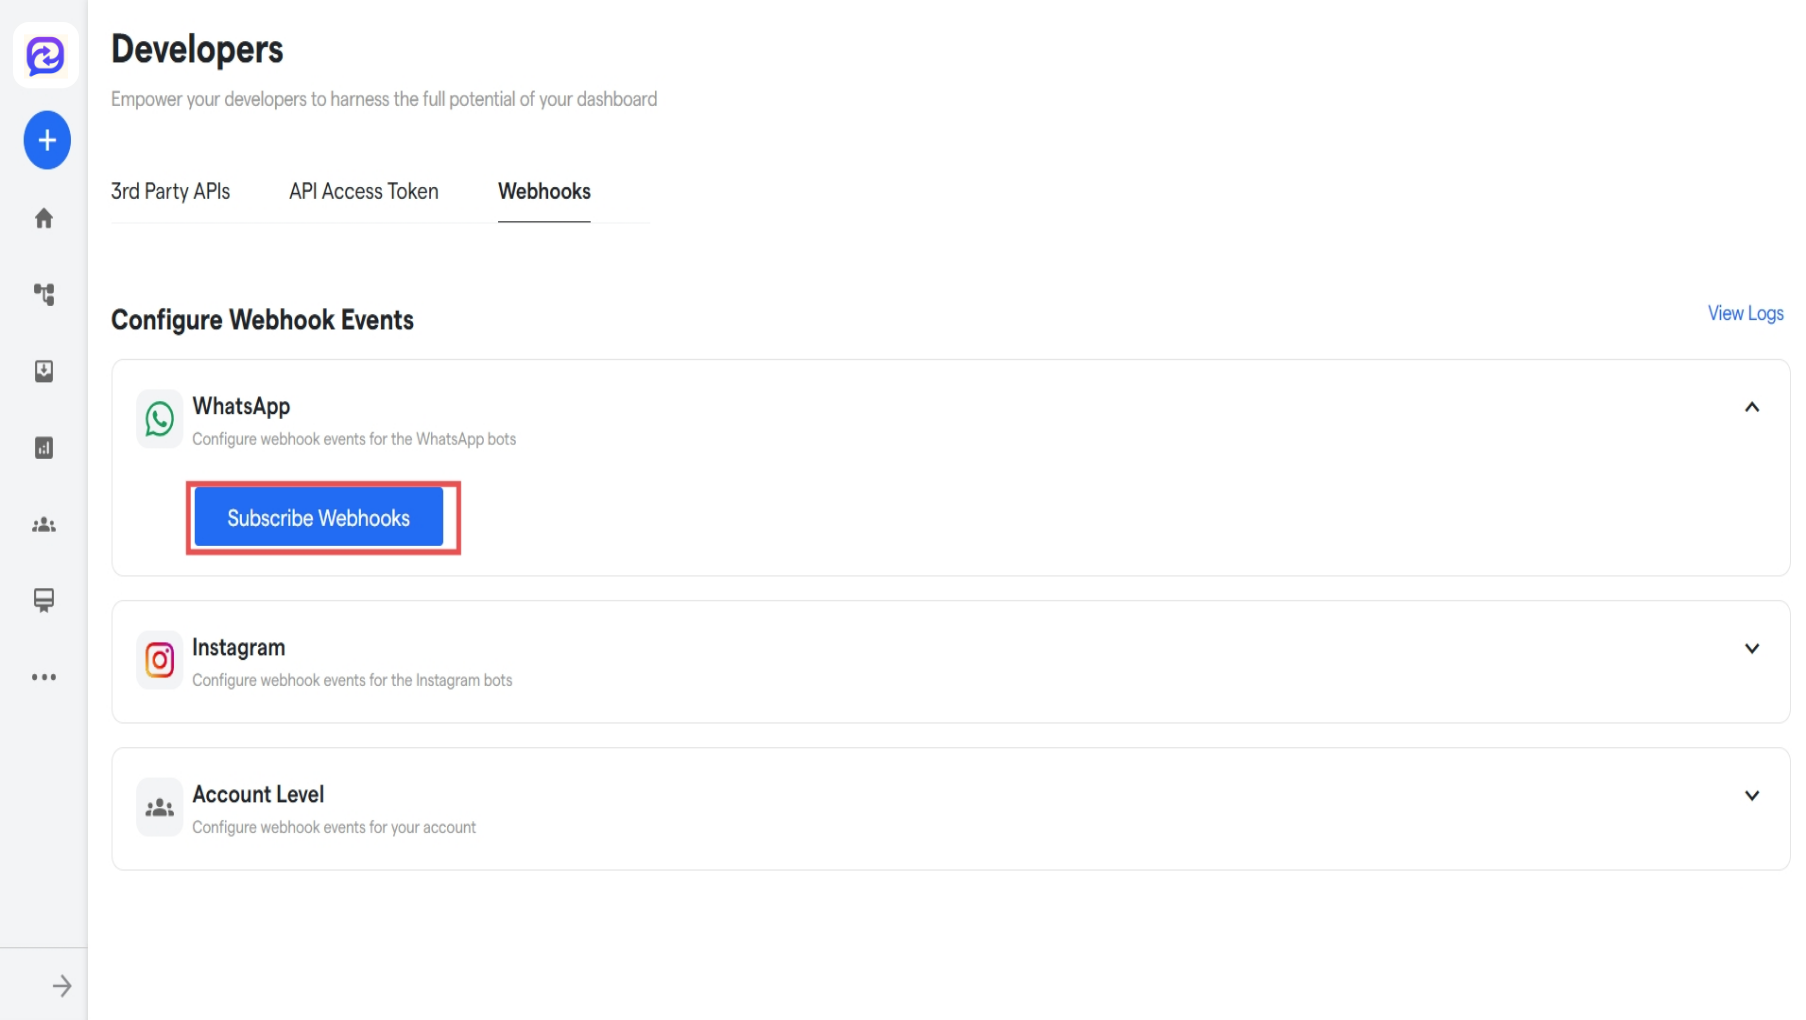 Developers
Empower your developers to harness the full potential of your dashboard
3rd Party APIs
API Access Token
Webhooks
Configure Webhook Events
View Logs
WhatsApp
Configure webhook events for the WhatsApp bots
Subscribe Webhooks
Instagram
Configure webhook events for the Instagram bots
Account Level
Configure webhook events for your account